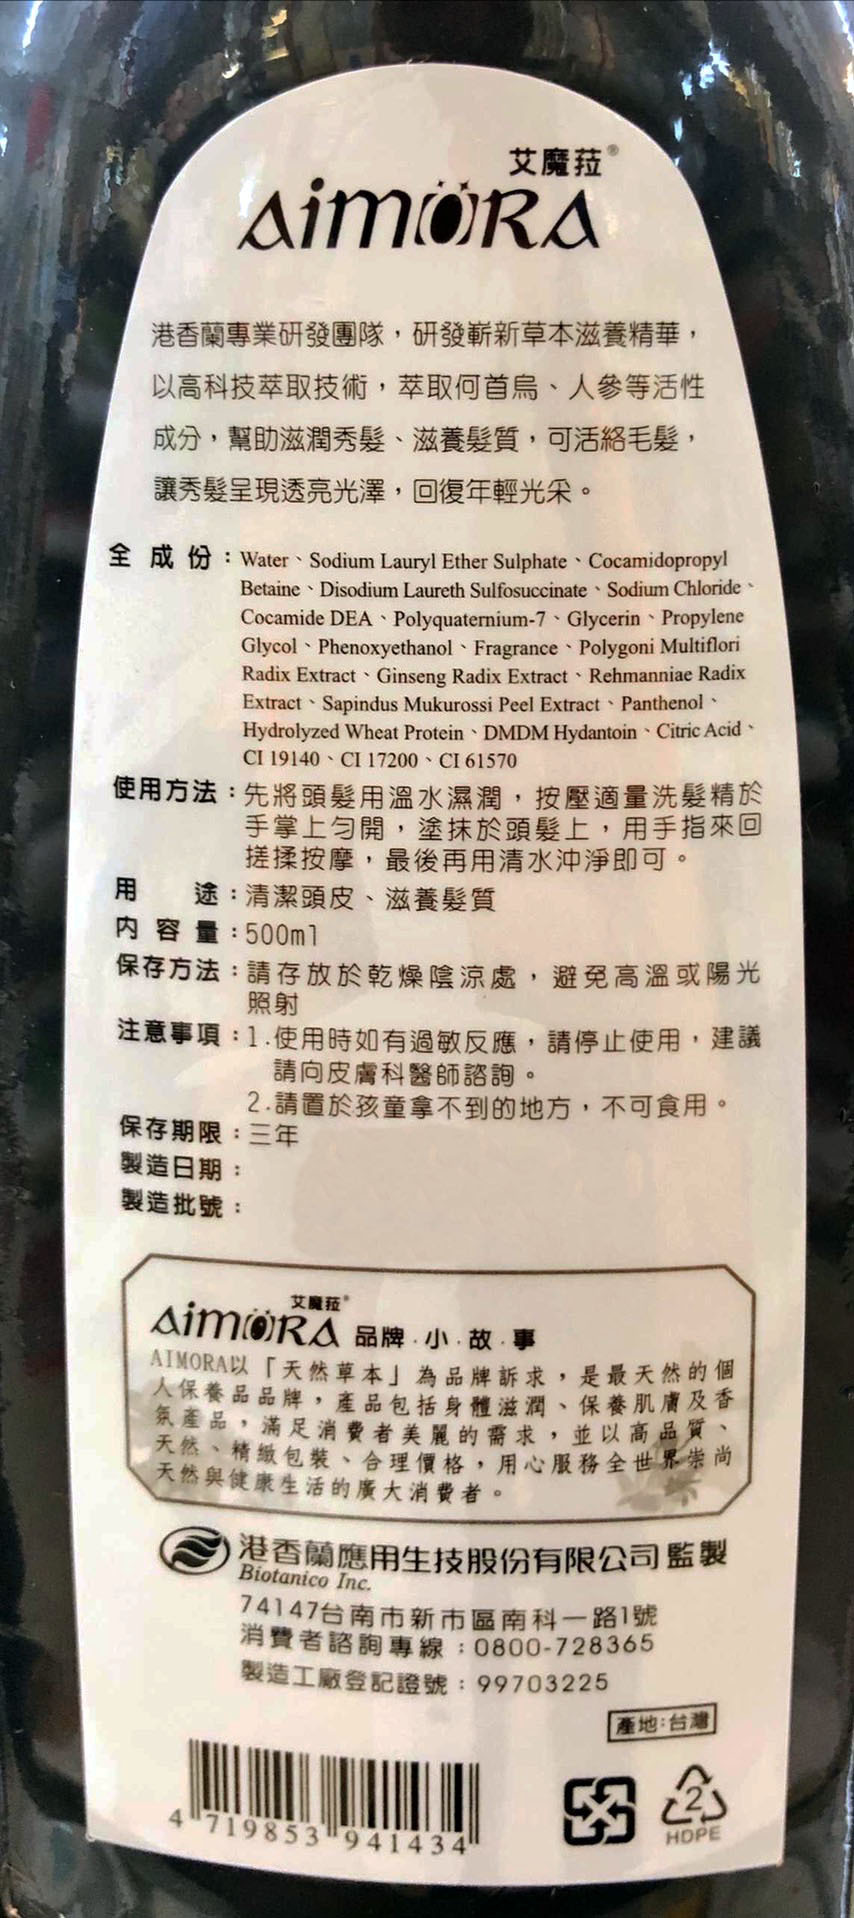 艾魔菈®
AiMORA
港香蘭專業研發團隊，研發嶄新草本滋養精華，
以高科技萃取技術，萃取何首烏、人參等活性
成分，幫助滋潤秀髮、滋養髮質，可活絡毛髮，
讓秀髮呈現透亮光澤，回復年輕光采。
全成份：Water、Sodium Lauryl Ether Sulphate、Cocamidopropyl
Betaine、Disodium Laureth Sulfosuccinate、Sodium Chloride、
Cocamide DEA、Polyquaternium-7、Glycerin、Propylene
Glycol、Phenoxyethanol、Fragrance、Polygoni Multiflori
Radix Extract、Ginseng Radix Extract、Rehmanniae Radix
Extract、Sapindus Mukurossi Peel Extract、Panthenol、
Hydrolyzed Wheat Protein、DMDM Hydantoin、Citric Acid、
CI 19140、CI 17200、CI 61570
使用方法：先將頭髮用溫水濕潤，按壓適量洗髮精於
手掌上勻開，塗抹於頭髮上，用手指來回
搓揉按摩，最後再用清水沖淨即可。
用途：清潔頭皮、滋養髮質
內容量：500ml
保存方法：請存放於乾燥陰涼處，避免高溫或陽光
照射
注意事項：1.使用時如有過敏反應，請停止使用，建議
請向皮膚科醫師諮詢。
2.請置於孩童拿不到的地方，不可食用。
保存期限：三年
製造日期：
製造批號：
艾魔菈®
AiMORA 品牌.小.故.事
AIMORA以「天然草本」為品牌訴求，是最天然的個
人保養品品牌，產品包括身體滋潤、保養肌膚及香
氛產品，滿足消費者美麗的需求，並以高品質、
天然、精緻包裝、合理價格，用心服務全世界崇尚
天然與健康生活的廣大消費者。
港香蘭應用生技股份有限公司監製
Biotanico Inc.
74147台南市新市區南科一路1號
消費者諮詢專線：0800-728365
製造工廠登記證號：99703225
產地:台灣
4 719853 941434
2
HDPE